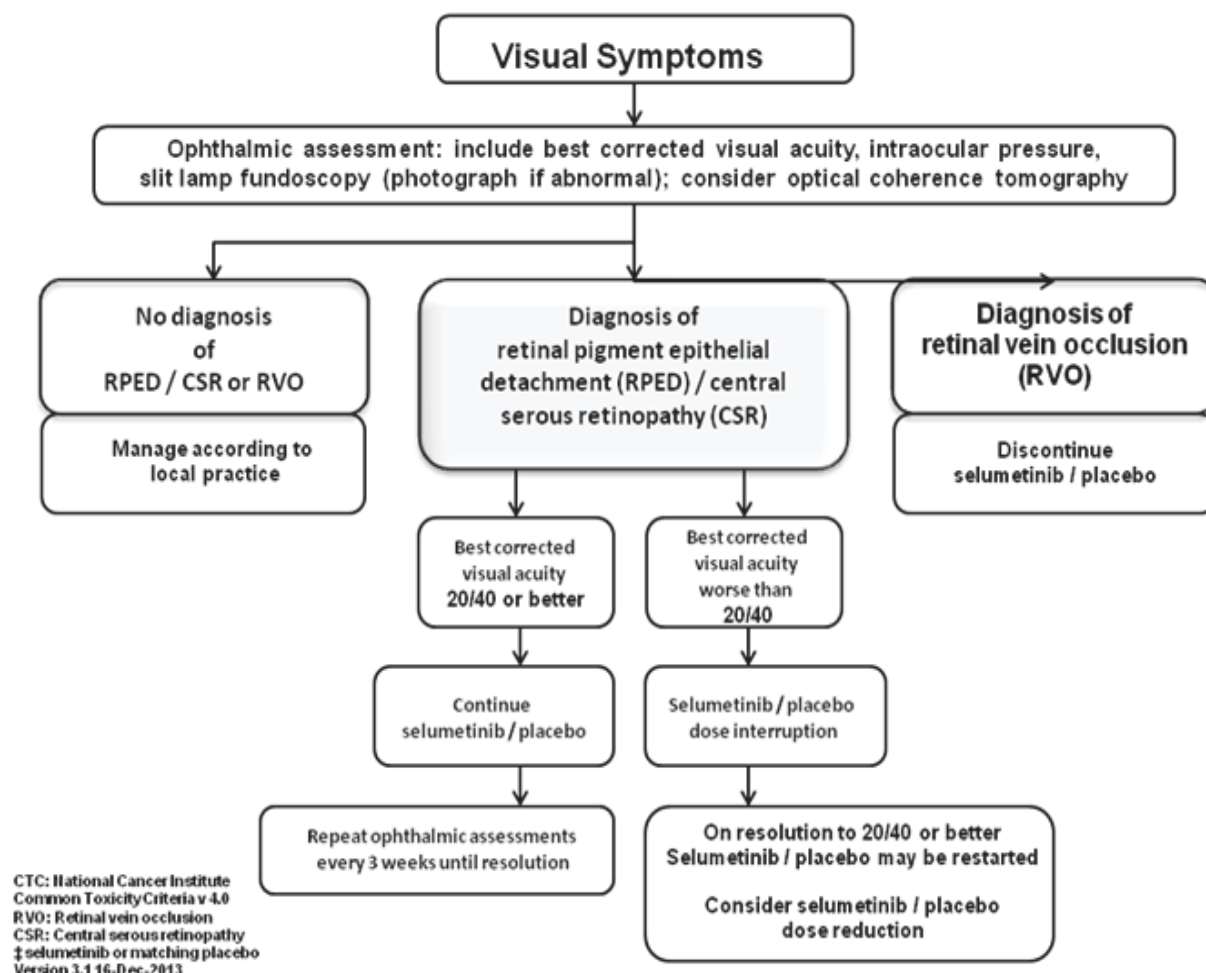 Visual Symptoms
Ophthalmic assessment: include best corrected visual acuity, intraocular pressure,
slit lamp fundoscopy (photograph if abnormal); consider optical coherence tomography
No diagnosis
of
RPED / CSR or RVO
Manage according to
local practice
Diagnosis of
retinal pigment epithelial
detachment (RPED) / central
serous retinopathy (CSR)
Diagnosis of
retinal vein occlusion
(RVO)
Discontinue
selumetinib / placebo
Best corrected
visual acuity
20/40 or better
Best corrected
visual acuity
worse than
20/40
Continue
selumetinib / placebo
Selumetinib / placebo
dose interruption
Repeat ophthalmic assessments
every 3 weeks until resolution
On resolution to 20/40 or better
Selumetinib / placebo may be restarted
Consider selumetinib / placebo
dose reduction
CTC: National Cancer Institute
Common Toxicity Criteria v 4.0
RVO: Retinal vein occlusion
CSR: Central serous retinopathy
‡ selumetinib or matching placebo
Version 3.1 16-Dec-2013